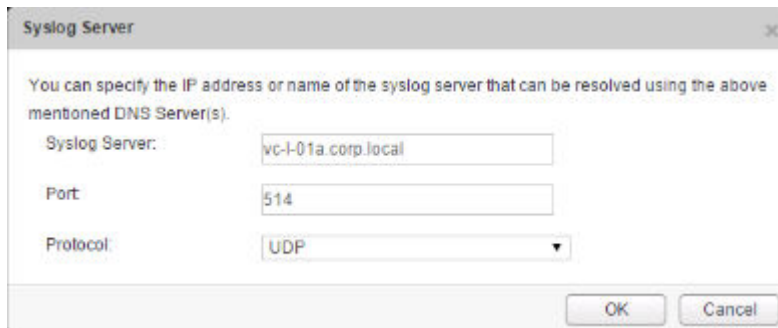 Syslog Server
You can specify the IP address or name of the syslog server that can be resolved using the above
mentioned DNS Server(s).
Syslog Server: vc-l-01a.corp.local
Port: 514
Protocol: UDP
OK Cancel